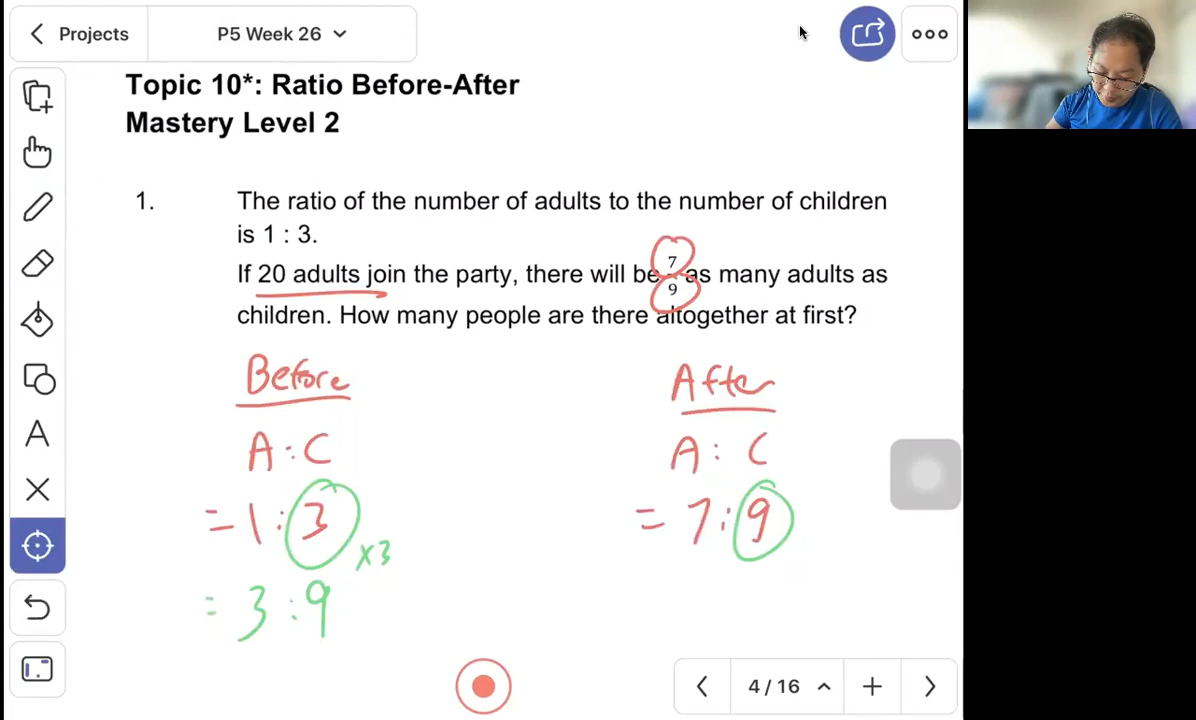 Projects
P5 Week 26
Topic 10*: Ratio Before-After
Mastery Level 2
1. The ratio of the number of adults to the number of children
is 1 : 3.
If 20 adults join the party, there will be 7/9 as many adults as
children. How many people are there altogether at first?
Before
After
A : C
A : C
= 1 : 3
= 7 : 9
×3
= 3 : 9
4 / 16